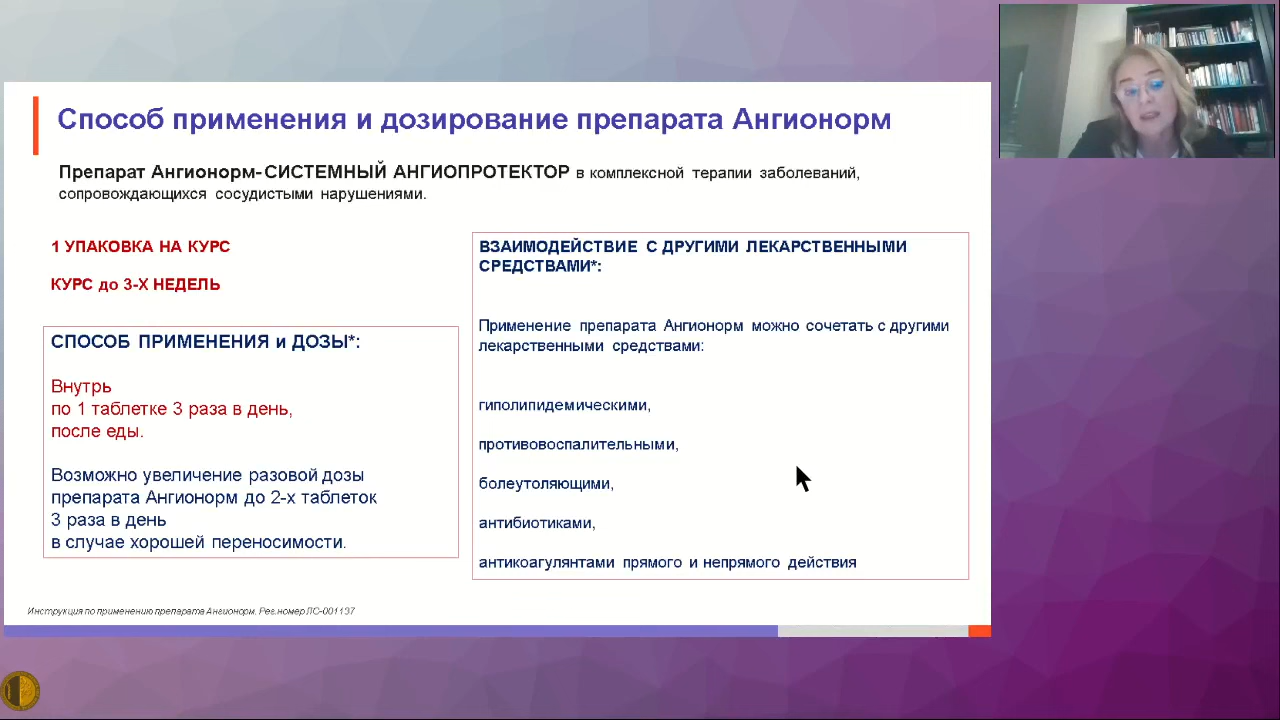 Способ применения и дозирование препарата Ангионорм
Препарат Ангионорм-СИСТЕМНЫЙ АНГИОПРОТЕКТОР в комплексной терапии заболеваний,
сопровождающихся сосудистыми нарушениями.
1 УПАКОВКА НА КУРС
КУРС до 3-Х НЕДЕЛЬ
СПОСОБ ПРИМЕНЕНИЯ и ДОЗЫ*:
Внутрь
по 1 таблетке 3 раза в день,
после еды.
Возможно увеличение разовой дозы
препарата Ангионорм до 2-х таблеток
3 раза в день
в случае хорошей переносимости.
ВЗАИМОДЕЙСТВИЕ С ДРУГИМИ ЛЕКАРСТВЕННЫМИ
СРЕДСТВАМИ*:
Применение препарата Ангионорм можно сочетать с другими
лекарственными средствами:
гиполипидемическими,
противовоспалительными,
болеутоляющими,
антибиотиками,
антикоагулянтами прямого и непрямого действия
Инструкция по применению препарата Ангионорм. Рег.номер ЛС-001137